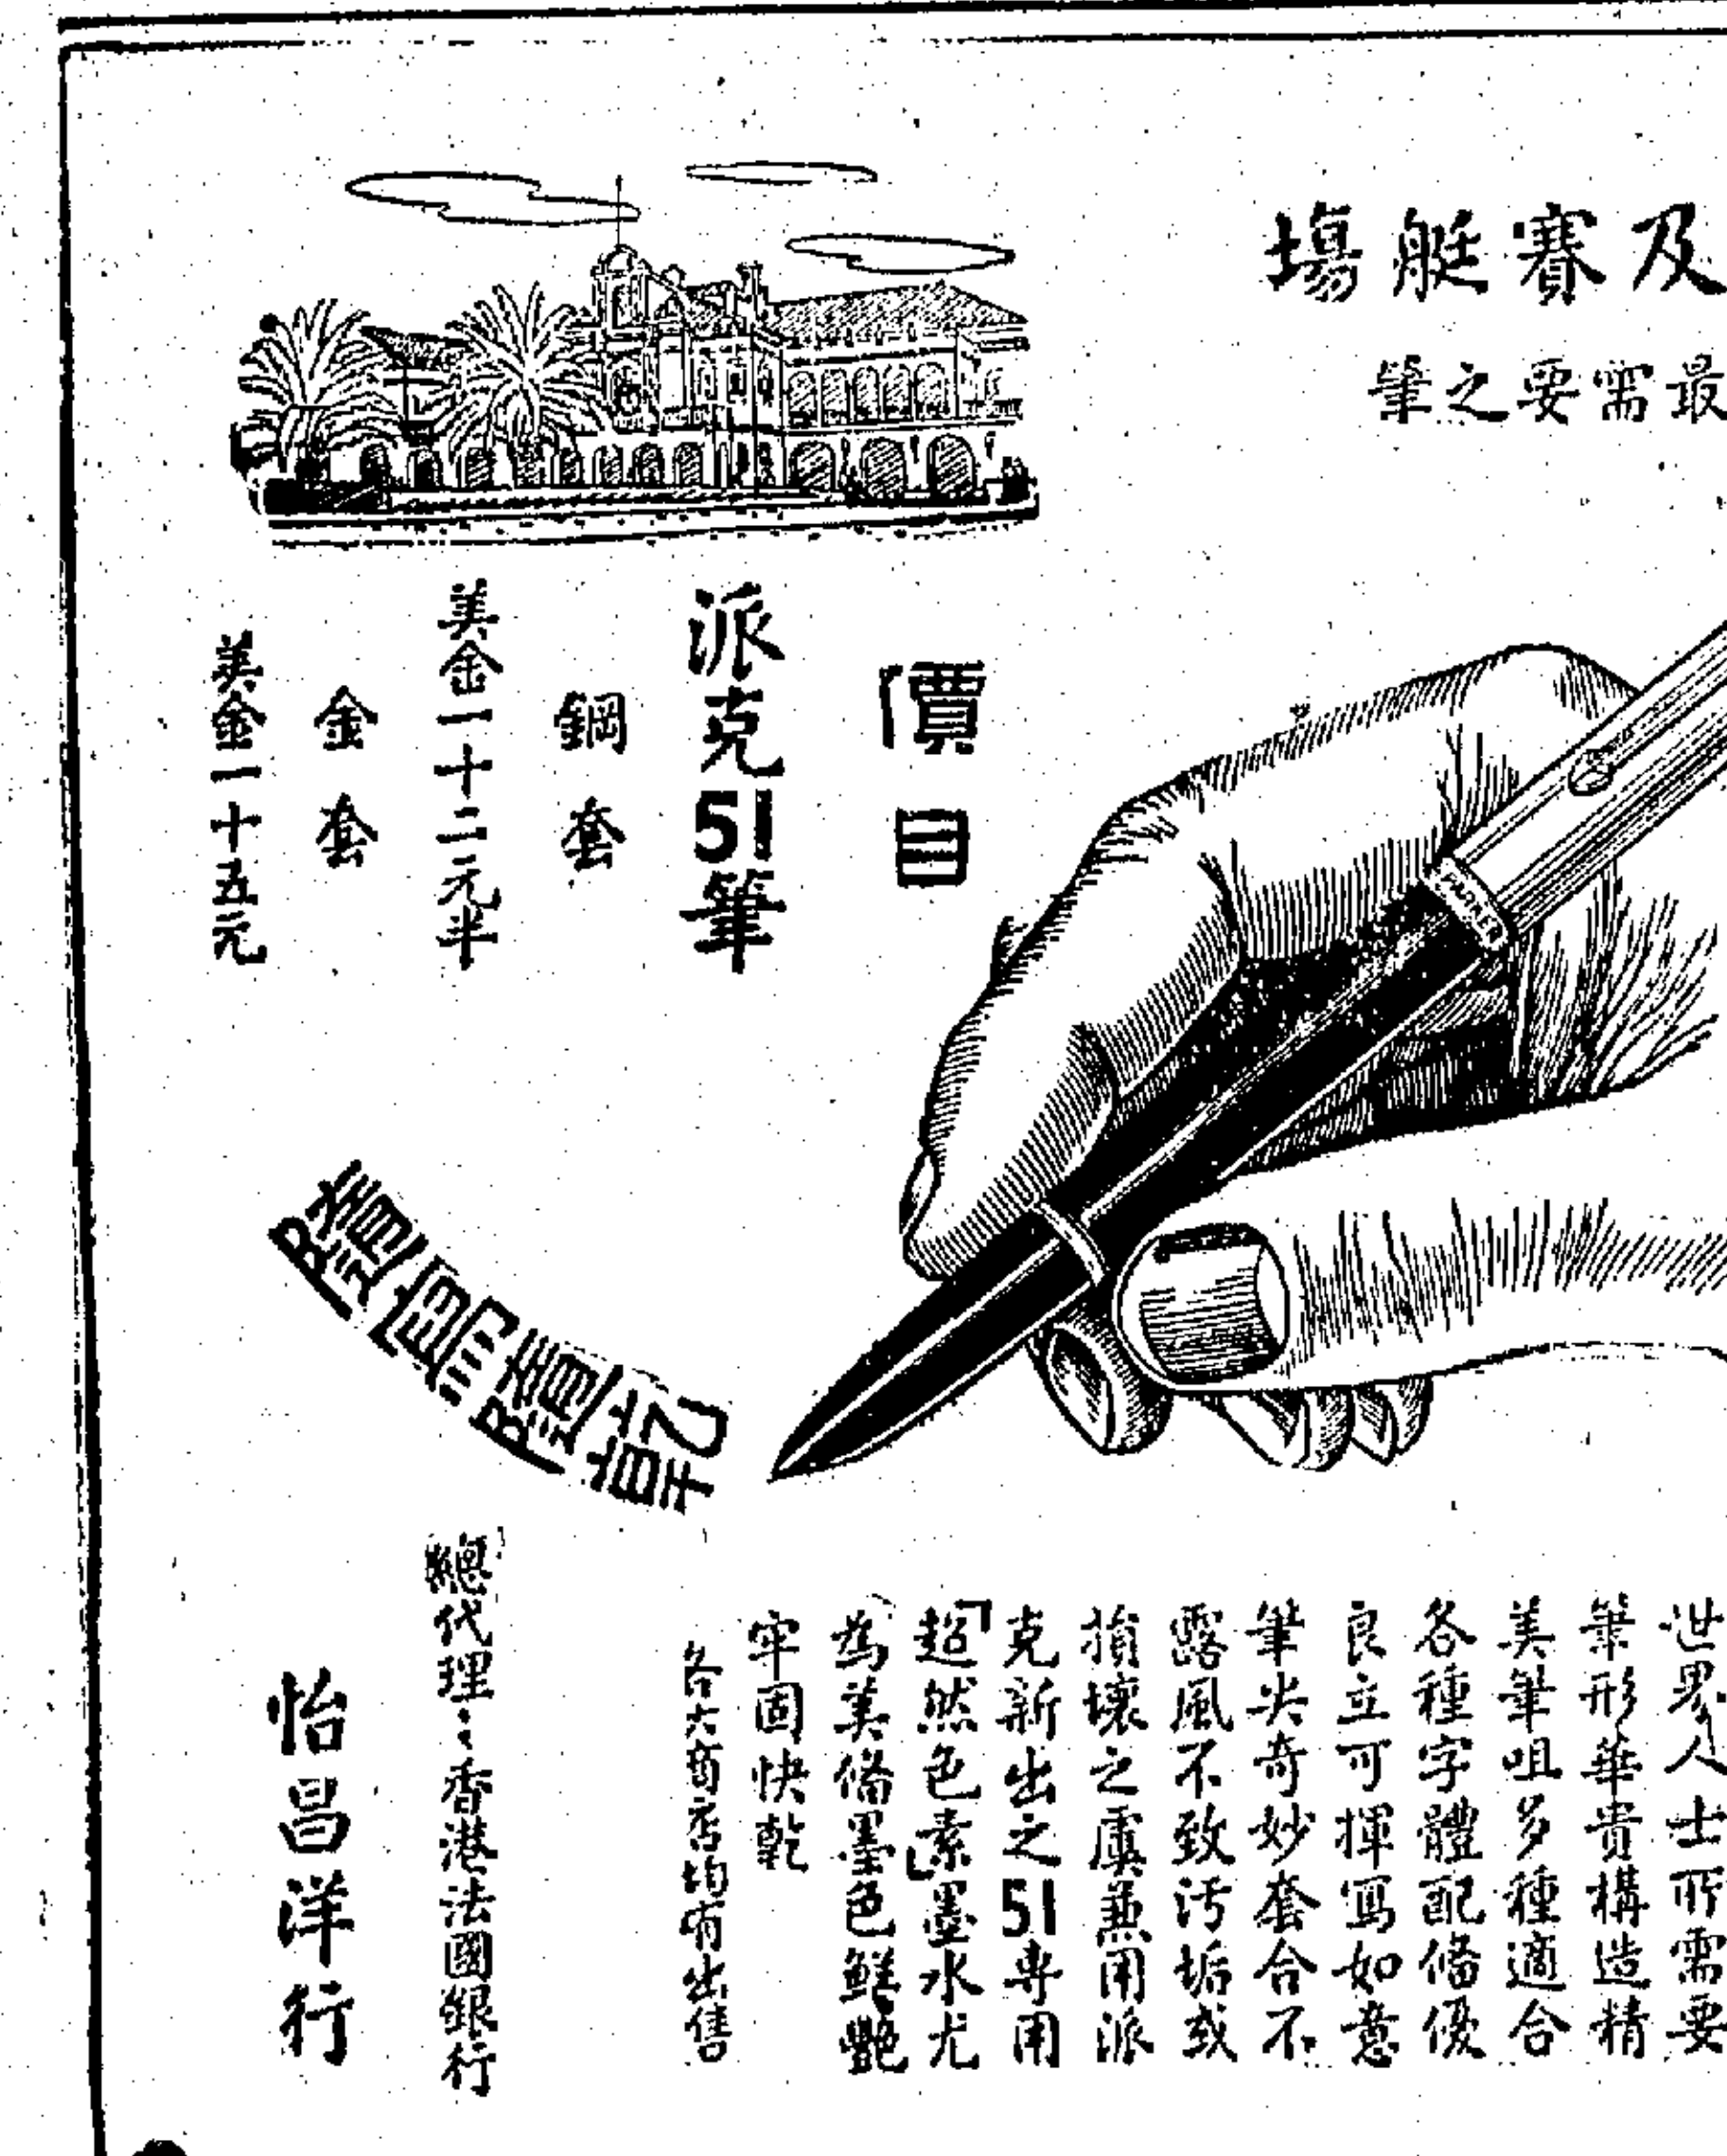 及賽艇場
最需要之筆
價目
派克51筆
鋼套
美金一十二元半
金套
美金一十五元
PARKER
隨寫隨乾
世界人士所需要
筆形華貴構造精
美筆咀多種適合
各種字體配偹優
良立可揮寫如意
筆尖奇妙套合不
露風不致污垢或
損壞之虞兼用派
克新出之51專用
「超然色素」墨水尤
為美偹墨色鮮艷
牢固快乾
各大商店均有出售
總代理：香港法國銀行
怡昌洋行